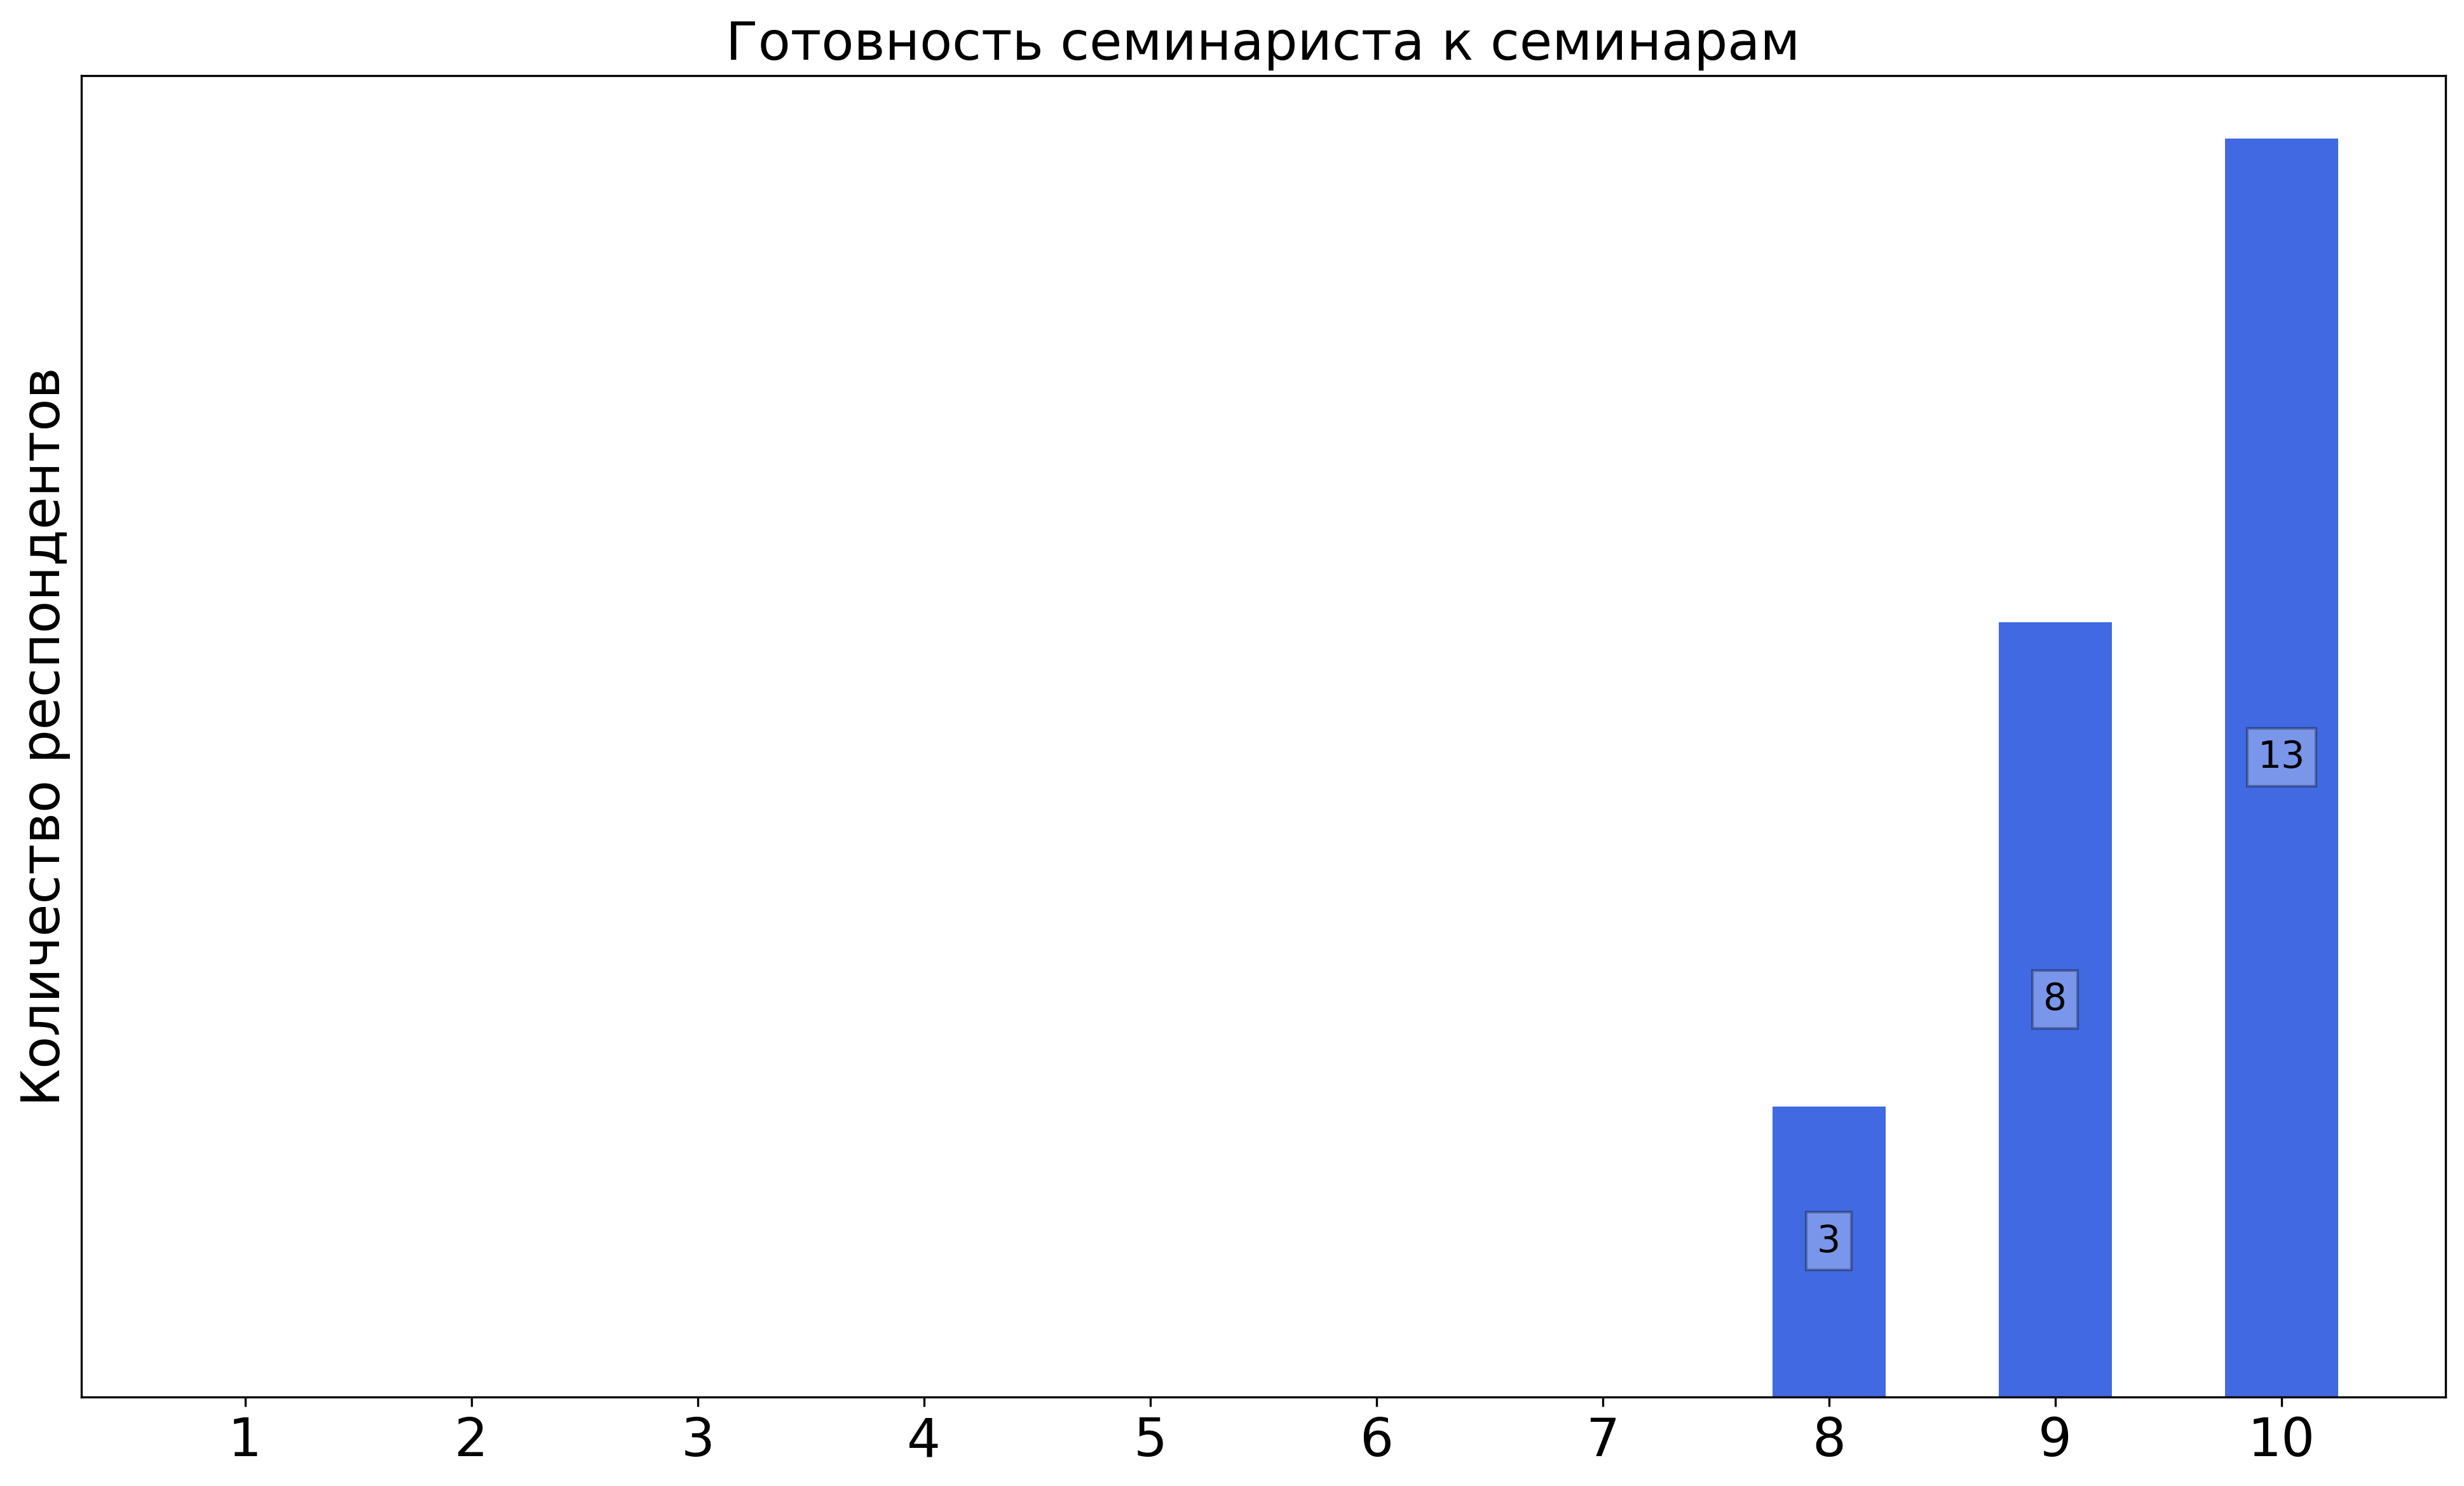 Готовность семинариста к семинарам
Количество респондентов
13
8
3
1 2 3 4 5 6 7 8 9 10